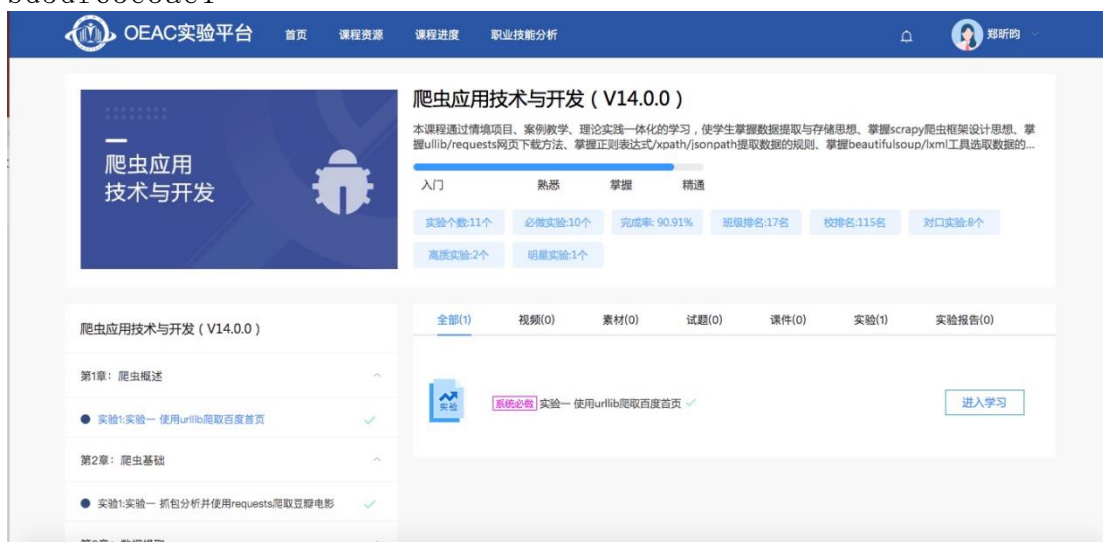 OEAC实验平台 首页 课程资源 课程进度 职业技能分析 郑昕昀
爬虫应用
技术与开发
爬虫应用技术与开发（V14.0.0）
本课程通过情境项目、案例教学、理论实践一体化的学习，使学生掌握数据提取与存储思想、掌握scrapy爬虫框架设计思想、掌
握ullib/requests网页下载方法、掌握正则表达式/xpath/jsonpath提取数据的规则、掌握beautifulsoup/lxml工具选取数据的...
入门 熟悉 掌握 精通
实验个数:11个 必做实验:10个 完成率: 90.91% 班级排名:17名 校排名:115名 对口实验:8个
高质实验:2个 明星实验:1个
爬虫应用技术与开发（V14.0.0）
第1章：爬虫概述
实验1:实验一 使用urllib爬取百度首页
第2章：爬虫基础
实验1:实验一 抓包分析并使用requests爬取豆瓣电影
全部(1) 视频(0) 素材(0) 试题(0) 课件(0) 实验(1) 实验报告(0)
实验 系统必做 实验一 使用urllib爬取百度首页 进入学习